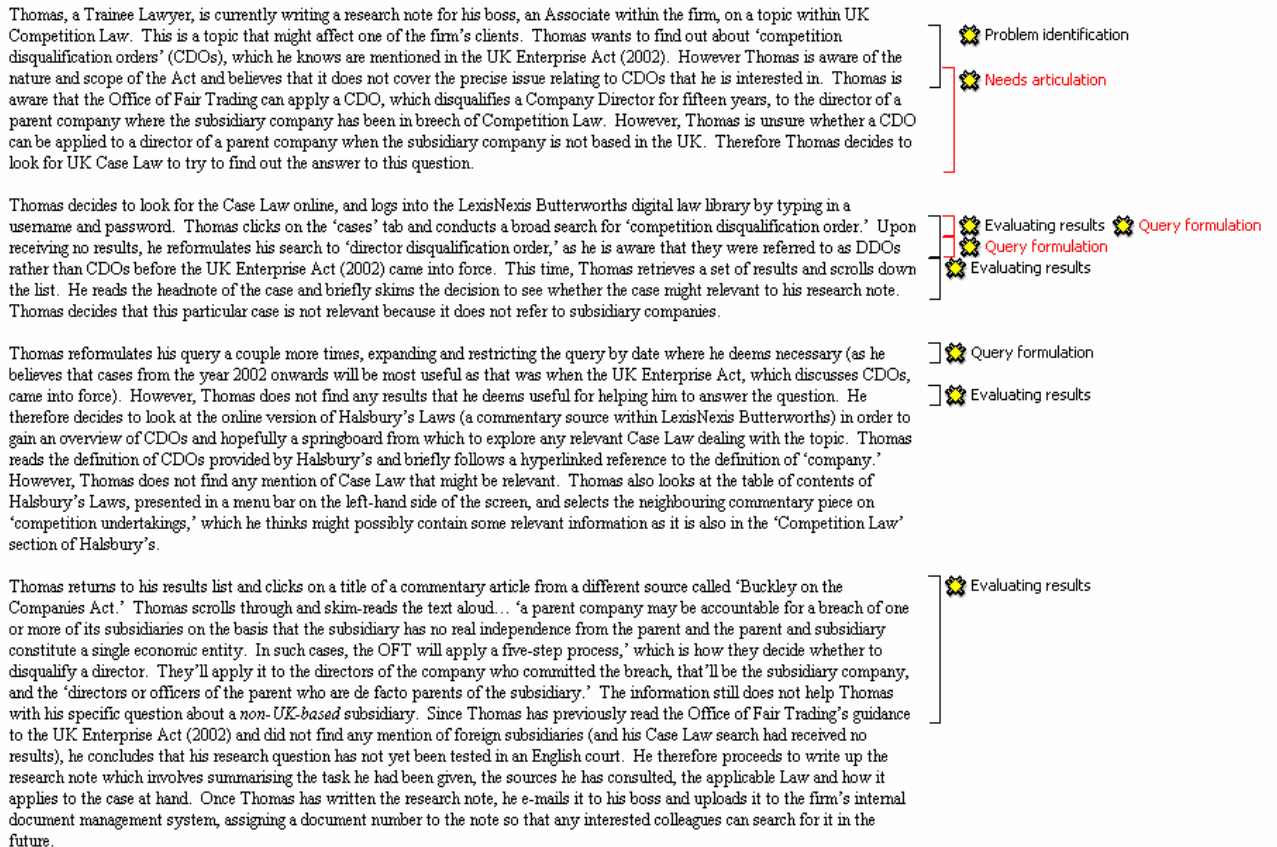 Thomas, a Trainee Lawyer, is currently writing a research note for his boss, an Associate within the firm, on a topic within UK
Competition Law. This is a topic that might affect one of the firm's clients. Thomas wants to find out about 'competition
disqualification orders' (CDOs), which he knows are mentioned in the UK Enterprise Act (2002). However Thomas is aware of the
nature and scope of the Act and believes that it does not cover the precise issue relating to CDOs that he is interested in. Thomas is
aware that the Office of Fair Trading can apply a CDO, which disqualifies a Company Director for fifteen years, to the director of a
parent company where the subsidiary company has been in breach of Competition Law. However, Thomas is unsure whether a CDO
can be applied to a director of a parent company when the subsidiary company is not based in the UK. Therefore Thomas decides to
look for UK Case Law to try to find out the answer to this question.
Problem identification
Needs articulation
Thomas decides to look for the Case Law online, and logs into the LexisNexis Butterworths digital law library by typing in a
username and password. Thomas clicks on the 'cases' tab and conducts a broad search for 'competition disqualification order.' Upon
receiving no results, he reformulates his search to 'director disqualification order,' as he is aware that they were referred to as DDOs
rather than CDOs before the UK Enterprise Act (2002) came into force. This time, Thomas retrieves a set of results and scrolls down
the list. He reads the headnote of the case and briefly skims the decision to see whether the case might relevant to his research note.
Thomas decides that this particular case is not relevant because it does not refer to subsidiary companies.
Evaluating results Query formulation
Query formulation
Evaluating results
Thomas reformulates his query a couple more times, expanding and restricting the query by date where he deems necessary (as he
believes that cases from the year 2002 onwards will be most useful as that was when the UK Enterprise Act, which discusses CDOs,
came into force). However, Thomas does not find any results that he deems useful for helping him to answer the question. He
therefore decides to look at the online version of Halsbury's Laws (a commentary source within LexisNexis Butterworths) in order to
gain an overview of CDOs and hopefully a springboard from which to explore any relevant Case Law dealing with the topic. Thomas
reads the definition of CDOs provided by Halsbury's and briefly follows a hyperlinked reference to the definition of 'company.'
However, Thomas does not find any mention of Case Law that might be relevant. Thomas also looks at the table of contents of
Halsbury's Laws, presented in a menu bar on the left-hand side of the screen, and selects the neighbouring commentary piece on
'competition undertakings,' which he thinks might possibly contain some relevant information as it is also in the 'Competition Law'
section of Halsbury's.
Query formulation
Evaluating results
Thomas returns to his results list and clicks on a title of a commentary article from a different source called 'Buckley on the
Companies Act.' Thomas scrolls through and skim-reads the text aloud... 'a parent company may be accountable for a breach of one
or more of its subsidiaries on the basis that the subsidiary has no real independence from the parent and the parent and subsidiary
constitute a single economic entity. In such cases, the OFT will apply a five-step process,' which is how they decide whether to
disqualify a director. They'll apply it to the directors of the company who committed the breach, that'll be the subsidiary company,
and the 'directors or officers of the parent who are de facto parents of the subsidiary.' The information still does not help Thomas
with his specific question about a non-UK-based subsidiary. Since Thomas has previously read the Office of Fair Trading's guidance
to the UK Enterprise Act (2002) and did not find any mention of foreign subsidiaries (and his Case Law search had received no
results), he concludes that his research question has not yet been tested in an English court. He therefore proceeds to write up the
research note which involves summarising the task he had been given, the sources he has consulted, the applicable Law and how it
applies to the case at hand. Once Thomas has written the research note, he e-mails it to his boss and uploads it to the firm's internal
document management system, assigning a document number to the note so that any interested colleagues can search for it in the
future.
Evaluating results